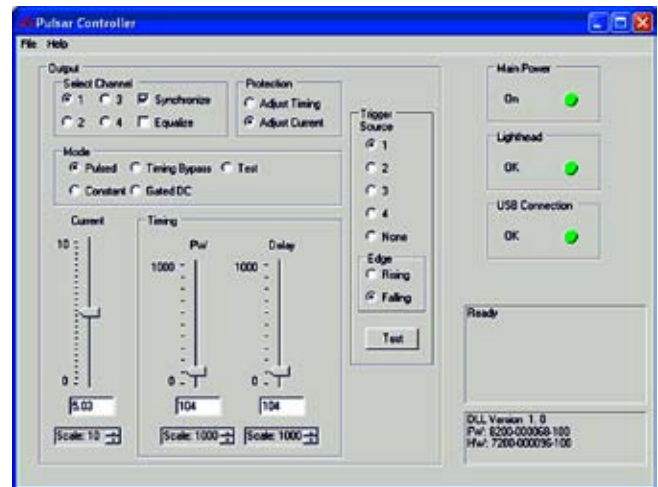 Pulsar Controller
File Help
Output
Select Channel
1 3 Synchronize
2 4 Equalize
Protection
Adjust Timing
Adjust Current
Mode
Pulsed Timing Bypass Test
Constant Gated DC
Current
10
0
5.03
Scale: 10
Timing
PW Delay
1000 1000
0 0
104 104
Scale: 1000 Scale: 1000
Trigger
Source
1
2
3
4
None
Edge
Rising
Falling
Test
Main Power
On
Lighthead
OK
USB Connection
OK
Ready
DLL Version 1. 0
FW: 8200-000068-100
HW: 7200-000096-100